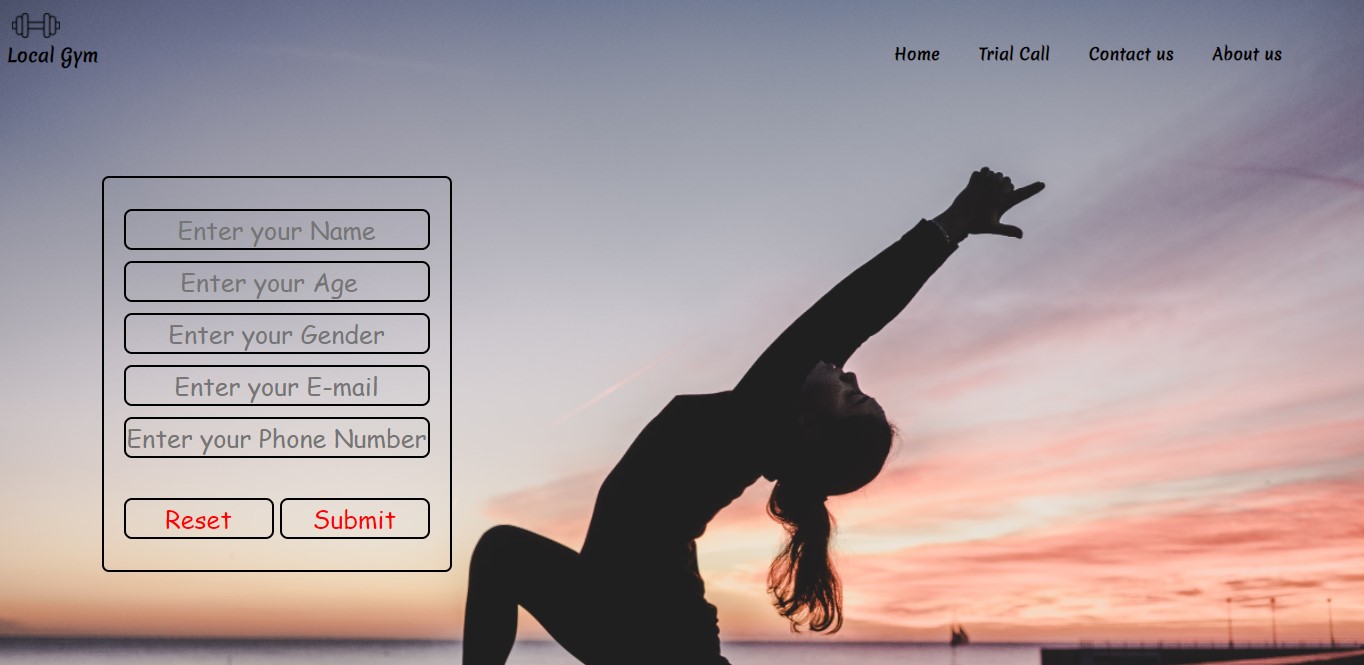 Local Gym
Home Trial Call Contact us About us
Enter your Name
Enter your Age
Enter your Gender
Enter your E-mail
Enter your Phone Number
Reset Submit